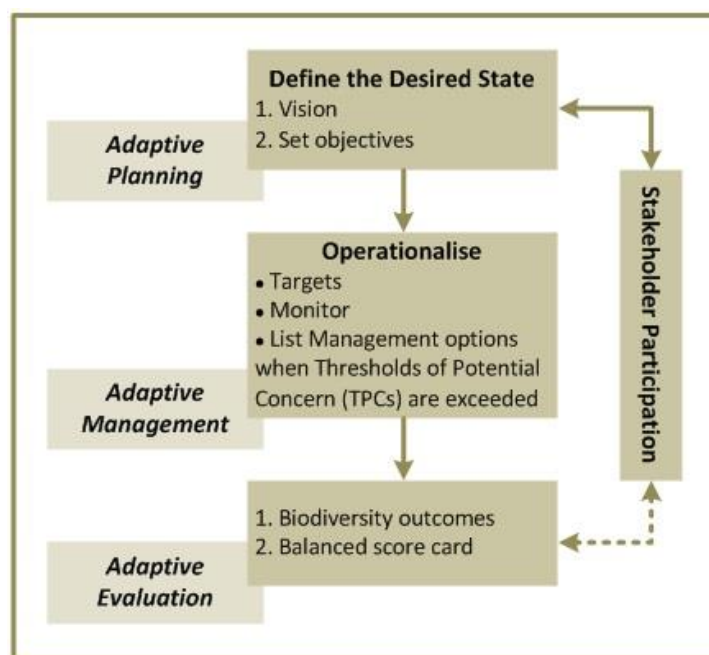 Define the Desired State
1. Vision
2. Set objectives
Adaptive
Planning
Operationalise
• Targets
• Monitor
• List Management options
when Thresholds of Potential
Concern (TPCs) are exceeded
Adaptive
Management
1. Biodiversity outcomes
2. Balanced score card
Adaptive
Evaluation
Stakeholder Participation